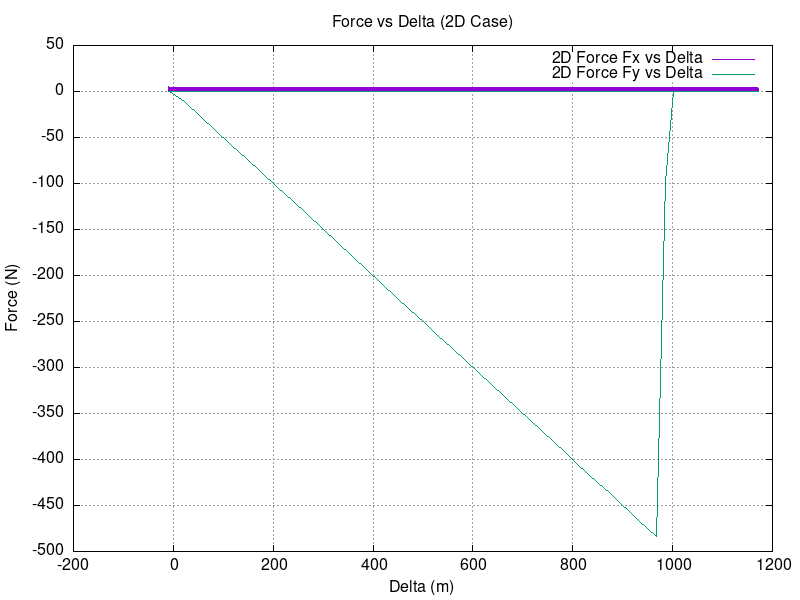 Force vs Delta (2D Case)
2D Force Fx vs Delta
2D Force Fy vs Delta
50
0
-50
-100
-150
-200
-250
-300
-350
-400
-450
-500
Force (N)
-200 0 200 400 600 800 1000 1200
Delta (m)